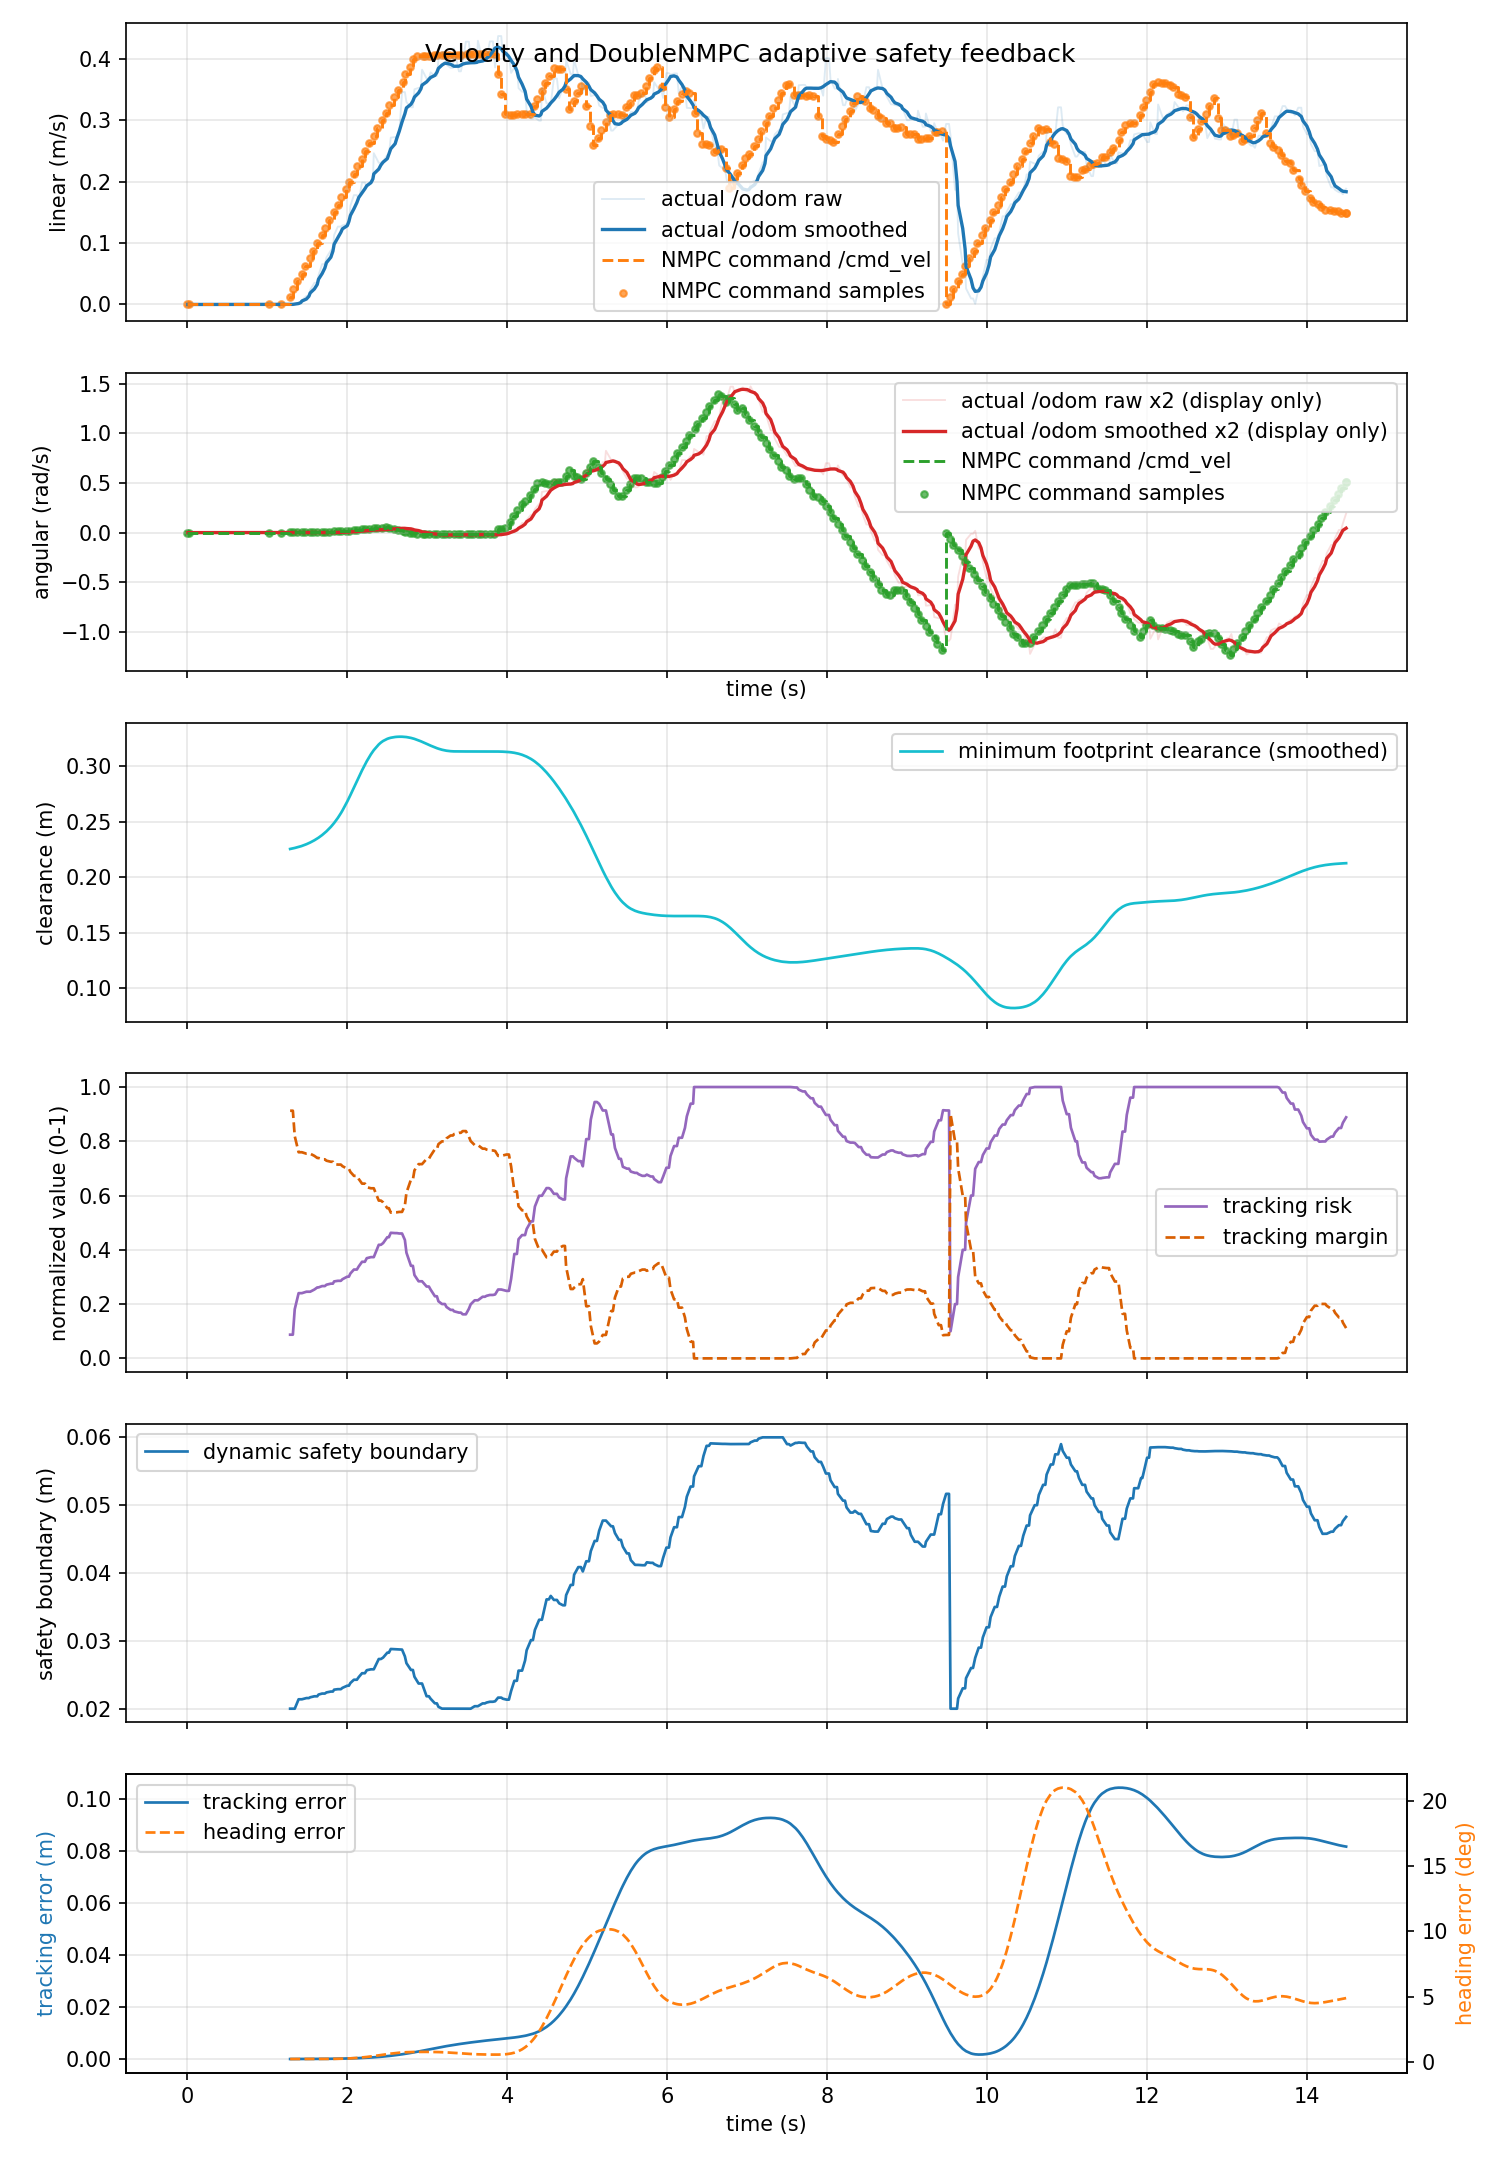 Velocity and DoubleNMPC adaptive safety feedback
linear (m/s)
0.4
0.3
0.2
0.1
0.0
actual /odom raw
actual /odom smoothed
NMPC command /cmd_vel
NMPC command samples
angular (rad/s)
1.5
1.0
0.5
0.0
−0.5
−1.0
actual /odom raw x2 (display only)
actual /odom smoothed x2 (display only)
NMPC command /cmd_vel
NMPC command samples
time (s)
clearance (m)
0.30
0.25
0.20
0.15
0.10
minimum footprint clearance (smoothed)
normalized value (0-1)
1.0
0.8
0.6
0.4
0.2
0.0
tracking risk
tracking margin
safety boundary (m)
0.06
0.05
0.04
0.03
0.02
dynamic safety boundary
tracking error (m)
0.10
0.08
0.06
0.04
0.02
0.00
tracking error
heading error
20
15
10
5
0
heading error (deg)
0 2 4 6 8 10 12 14
time (s)